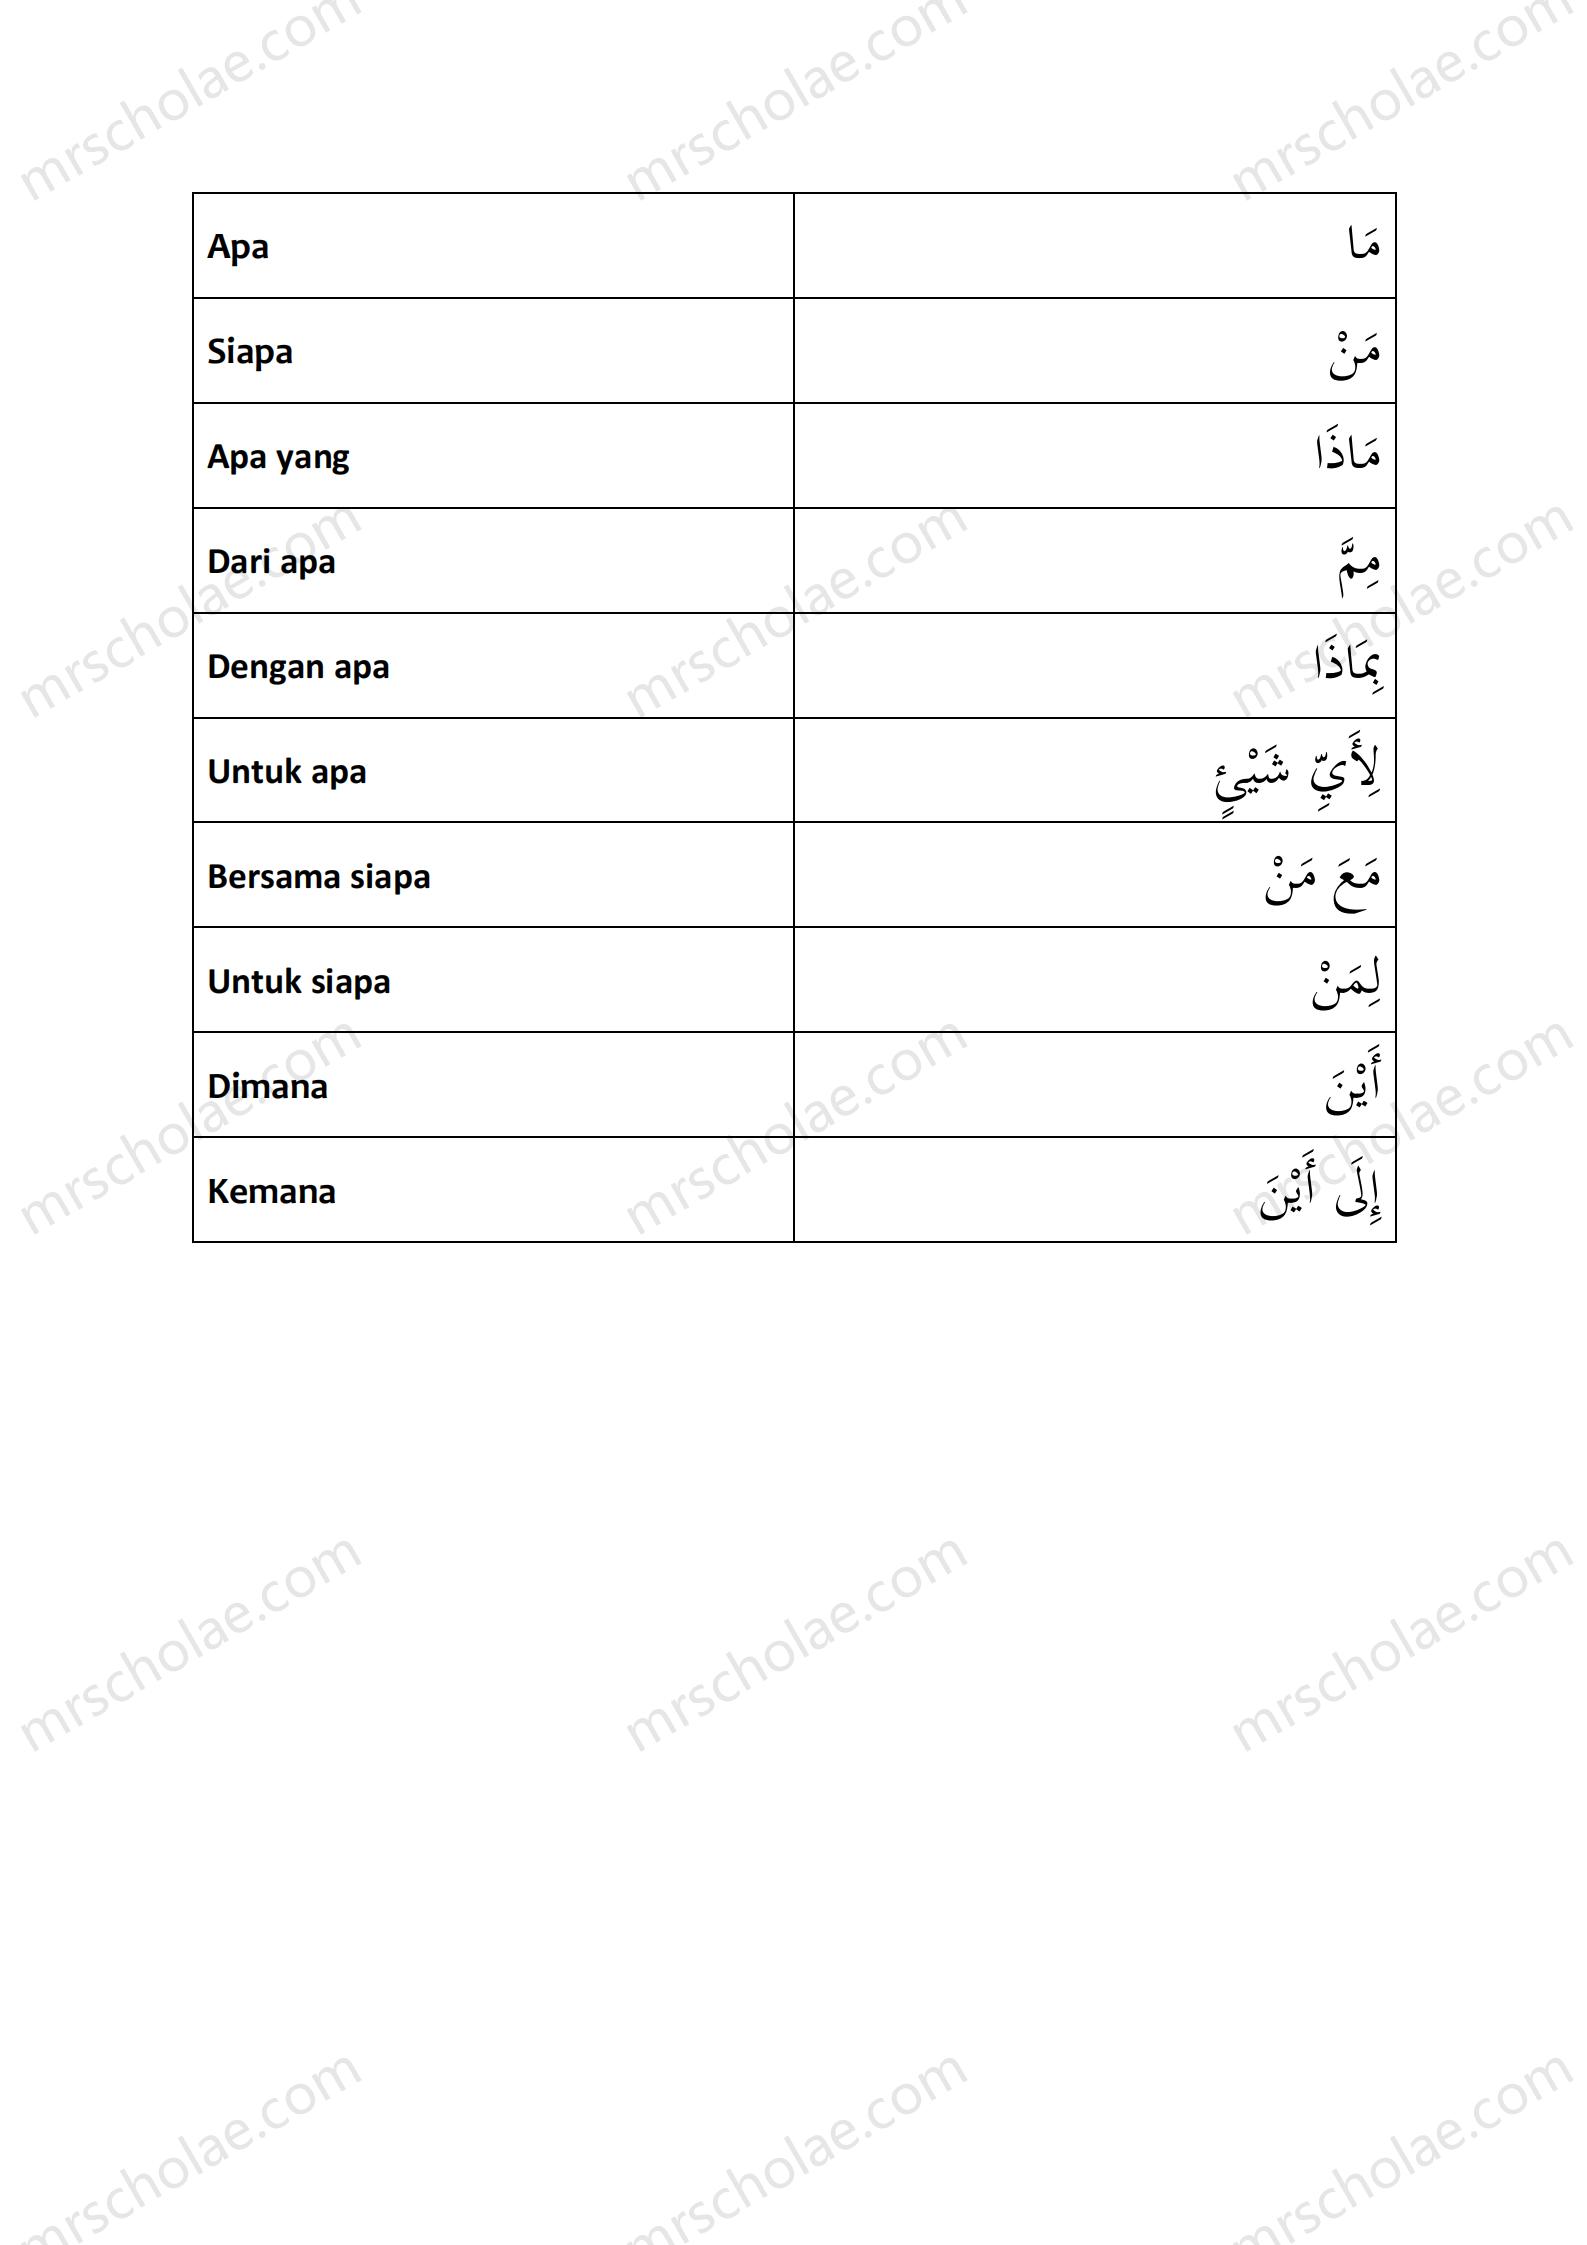 Apa مَا
Siapa مَنْ
Apa yang مَاذَا
Dari apa مِمَّ
Dengan apa بِمَاذَا
Untuk apa لِأَيِّ شَيْئٍ
Bersama siapa مَعَ مَنْ
Untuk siapa لِمَنْ
Dimana أَيْنَ
Kemana إِلَى أَيْنَ
mrscholae.com mrscholae.com mrscholae.com
mrscholae.com mrscholae.com mrscholae.com
mrscholae.com mrscholae.com mrscholae.com
mrscholae.com mrscholae.com mrscholae.com
mrscholae.com mrscholae.com mrscholae.com